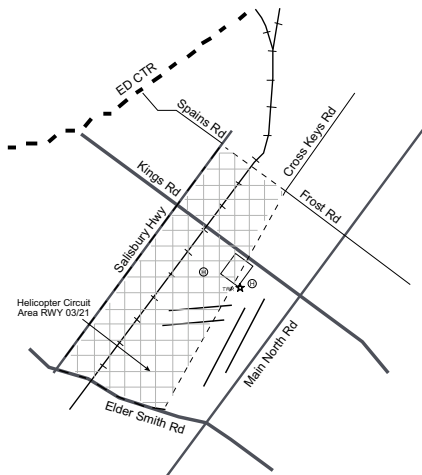 ED CTR
Spains Rd
Cross Keys Rd
Kings Rd
Frost Rd
Salisbury Hwy
H
H
TWR
Helicopter Circuit
Area RWY 03/21
Main North Rd
Elder Smith Rd